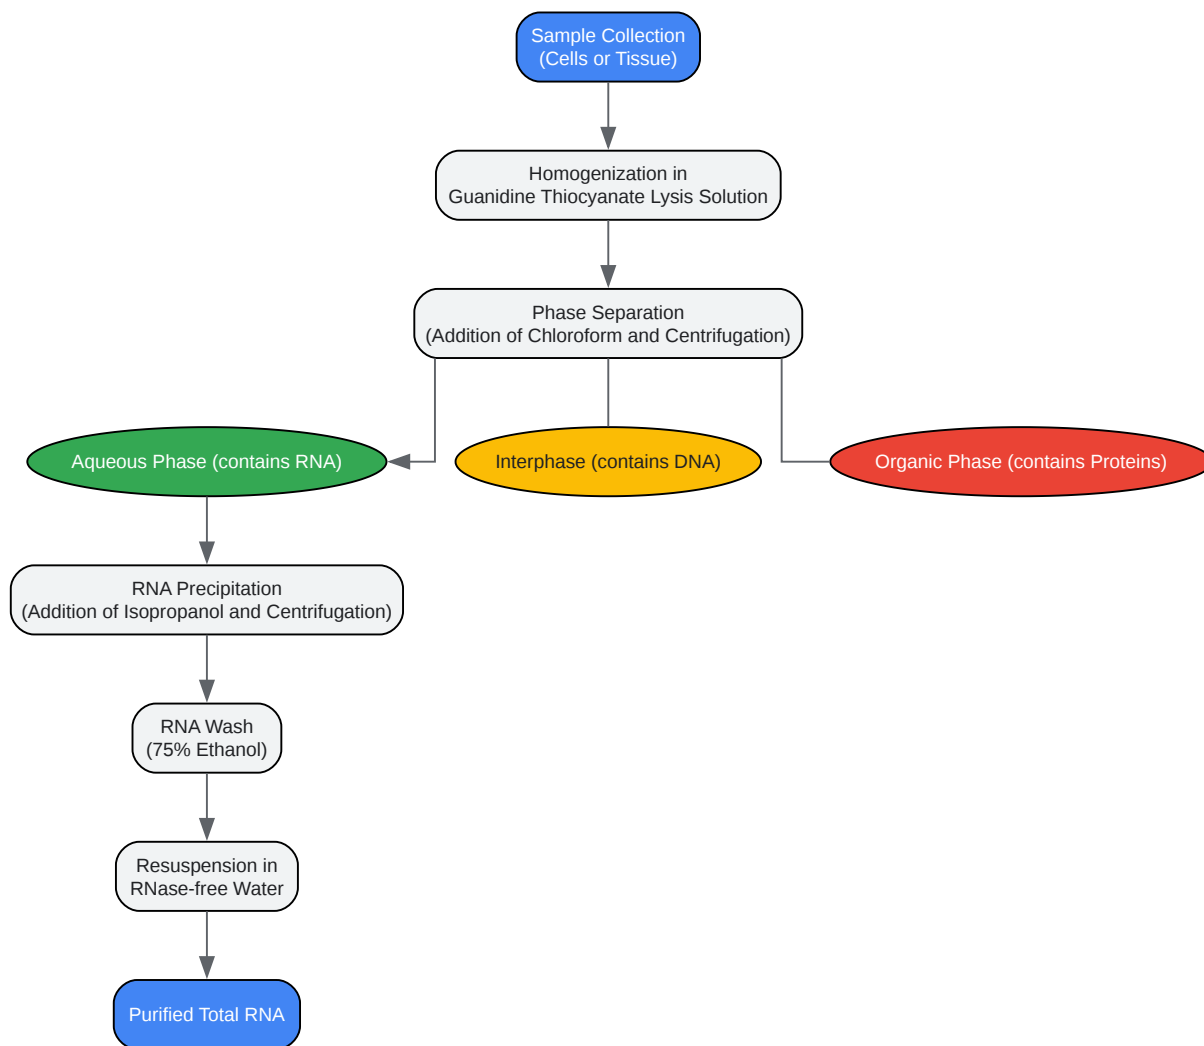 Sample Collection
(Cells or Tissue)
Homogenization in
Guanidine Thiocyanate Lysis Solution
Phase Separation
(Addition of Chloroform and Centrifugation)
Aqueous Phase (contains RNA)
Interphase (contains DNA)
Organic Phase (contains Proteins)
RNA Precipitation
(Addition of Isopropanol and Centrifugation)
RNA Wash
(75% Ethanol)
Resuspension in
RNase-free Water
Purified Total RNA